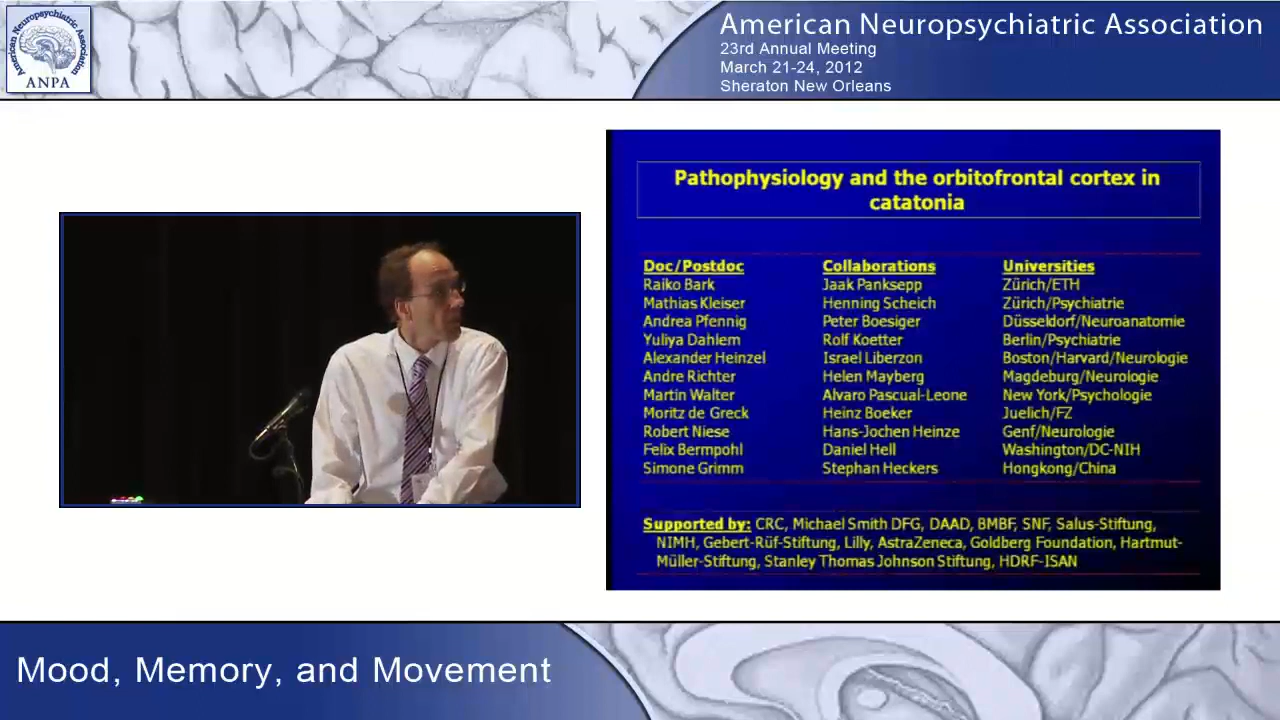 American Neuropsychiatric Association
ANPA
American Neuropsychiatric Association
23rd Annual Meeting
March 21-24, 2012
Sheraton New Orleans
Pathophysiology and the orbitofrontal cortex in
catatonia
Doc/Postdoc Collaborations Universities
Raiko Bark Jaak Panksepp Zürich/ETH
Mathias Kleiser Henning Scheich Zürich/Psychiatrie
Andrea Pfennig Peter Boesiger Düsseldorf/Neuroanatomie
Yuliya Dahlem Rolf Koetter Berlin/Psychiatrie
Alexander Heinzel Israel Liberzon Boston/Harvard/Neurologie
Andre Richter Helen Mayberg Magdeburg/Neurologie
Martin Walter Alvaro Pascual-Leone New York/Psychologie
Moritz de Greck Heinz Boeker Juelich/FZ
Robert Niese Hans-Jochen Heinze Genf/Neurologie
Felix Bermpohl Daniel Hell Washington/DC-NIH
Simone Grimm Stephan Heckers Hongkong/China
Supported by: CRC, Michael Smith DFG, DAAD, BMBF, SNF, Salus-Stiftung,
NIMH, Gebert-Rüf-Stiftung, Lilly, AstraZeneca, Goldberg Foundation, Hartmut-
Müller-Stiftung, Stanley Thomas Johnson Stiftung, HDRF-ISAN
Mood, Memory, and Movement